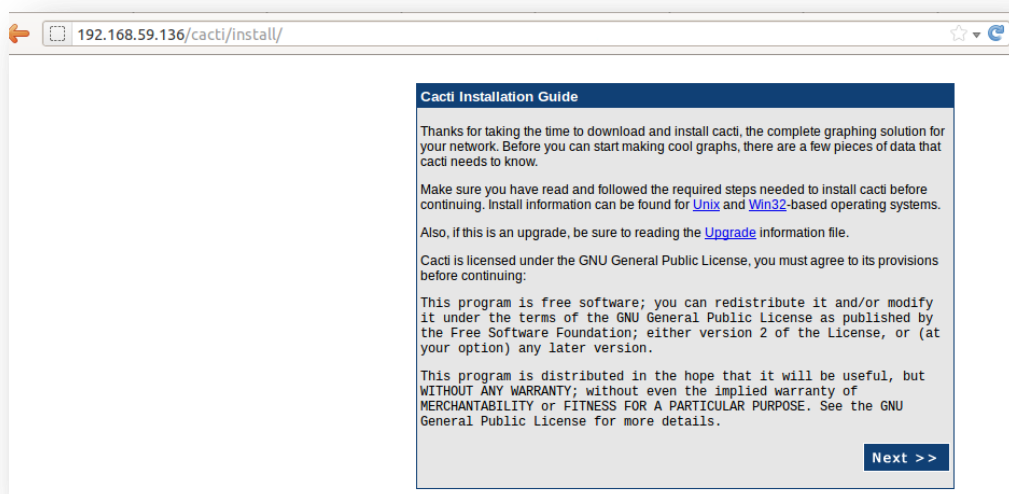 192.168.59.136/cacti/install/
Cacti Installation Guide
Thanks for taking the time to download and install cacti, the complete graphing solution for
your network. Before you can start making cool graphs, there are a few pieces of data that
cacti needs to know.
Make sure you have read and followed the required steps needed to install cacti before
continuing. Install information can be found for Unix and Win32-based operating systems.
Also, if this is an upgrade, be sure to reading the Upgrade information file.
Cacti is licensed under the GNU General Public License, you must agree to its provisions
before continuing:
This program is free software; you can redistribute it and/or modify
it under the terms of the GNU General Public License as published by
the Free Software Foundation; either version 2 of the License, or (at
your option) any later version.
This program is distributed in the hope that it will be useful, but
WITHOUT ANY WARRANTY; without even the implied warranty of
MERCHANTABILITY or FITNESS FOR A PARTICULAR PURPOSE. See the GNU
General Public License for more details.
Next >>